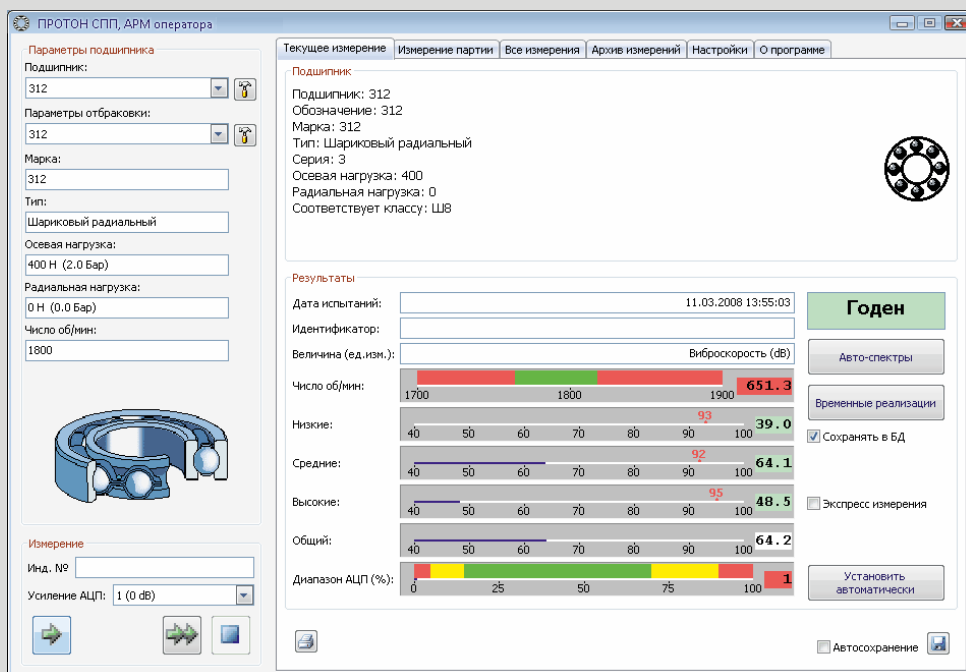 ПРОТОН СПП, АРМ оператора
Параметры подшипника
Подшипник:
312
Параметры отбраковки:
312
Марка:
312
Тип:
Шариковый радиальный
Осевая нагрузка:
400 Н (2.0 Бар)
Радиальная нагрузка:
0 Н (0.0 Бар)
Число об/мин:
1800
Измерение
Инд. №
Усиление АЦП: 1 (0 dB)
Текущее измерение Измерение партии Все измерения Архив измерений Настройки О программе
Подшипник
Подшипник: 312
Обозначение: 312
Марка: 312
Тип: Шариковый радиальный
Серия: 3
Осевая нагрузка: 400
Радиальная нагрузка: 0
Соответствует классу: Ш8
Результаты
Дата испытаний: 11.03.2008 13:55:03
Годен
Идентификатор:
Величина (ед.изм.): Виброскорость (dB)
Авто-спектры
Число об/мин: 651.3
1700 1800 1900
Временные реализации
93
Низкие: 39.0
40 50 60 70 80 90 100
Сохранять в БД
92
Средние: 64.1
40 50 60 70 80 90 100
95
Высокие: 48.5
40 50 60 70 80 90 100
Экспресс измерения
Общий: 64.2
40 50 60 70 80 90 100
Диапазон АЦП (%): 1
0 25 50 75 100
Установить
автоматически
Автосохранение